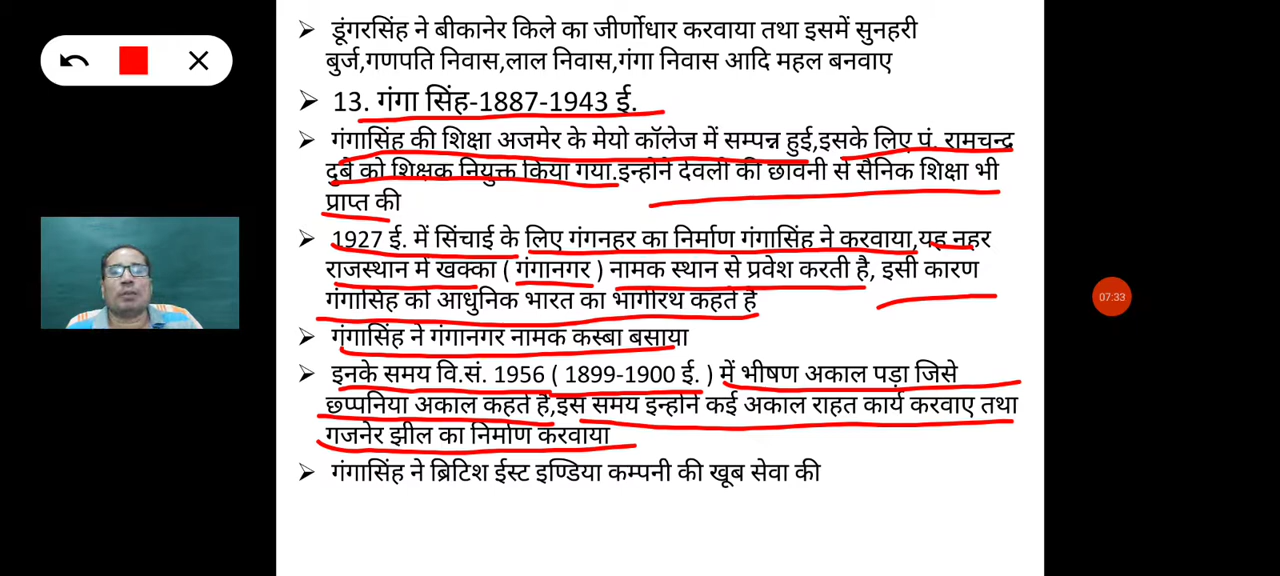 ➢ डूंगरसिंह ने बीकानेर किले का जीर्णोधार करवाया तथा इसमें सुनहरी
बुर्ज,गणपति निवास,लाल निवास,गंगा निवास आदि महल बनवाए
➢ 13. गंगा सिंह-1887-1943 ई.
➢ गंगासिंह की शिक्षा अजमेर के मेयो कॉलेज में सम्पन्न हुई,इसके लिए पं. रामचन्द्र
दुबे को शिक्षक नियुक्त किया गया.इन्होंने देवली की छावनी से सैनिक शिक्षा भी
प्राप्त की
➢ 1927 ई. में सिंचाई के लिए गंगनहर का निर्माण गंगासिंह ने करवाया,यह नहर
राजस्थान में खक्का ( गंगानगर ) नामक स्थान से प्रवेश करती है, इसी कारण
गंगासिंह को आधुनिक भारत का भागीरथ कहते है
➢ गंगासिंह ने गंगानगर नामक कस्बा बसाया
➢ इनके समय वि.सं. 1956 ( 1899-1900 ई. ) में भीषण अकाल पड़ा जिसे
छप्पनिया अकाल कहते है,इस समय इन्होंने कई अकाल राहत कार्य करवाए तथा
गजनेर झील का निर्माण करवाया
➢ गंगासिंह ने ब्रिटिश ईस्ट इण्डिया कम्पनी की खूब सेवा की
07:33